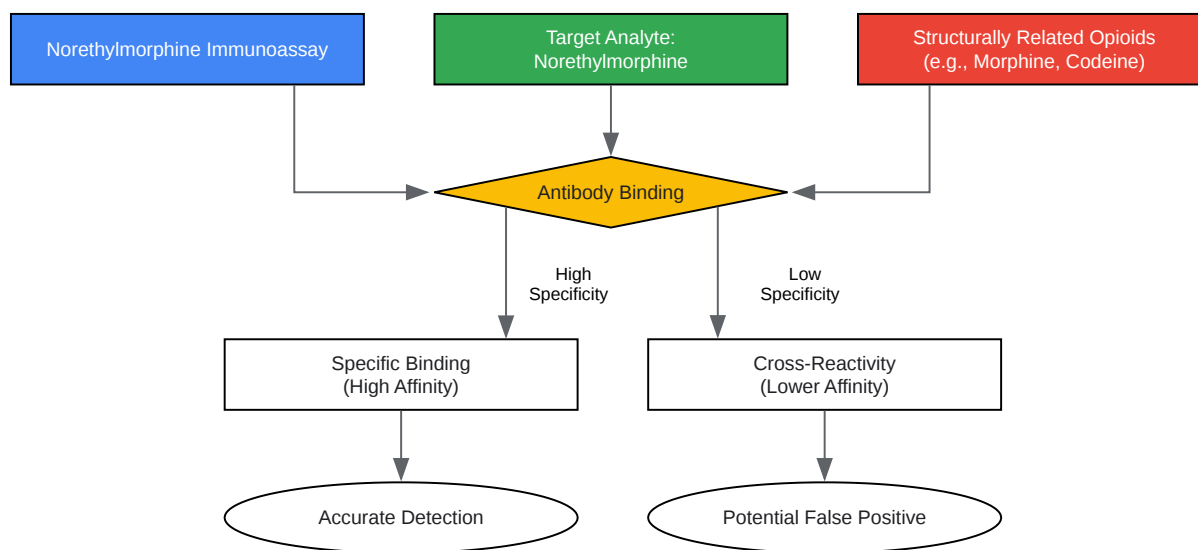 Norethylmorphine Immunoassay
Target Analyte:
Norethylmorphine
Structurally Related Opioids
(e.g., Morphine, Codeine)
Antibody Binding
High
Specificity
Low
Specificity
Specific Binding
(High Affinity)
Cross-Reactivity
(Lower Affinity)
Accurate Detection
Potential False Positive